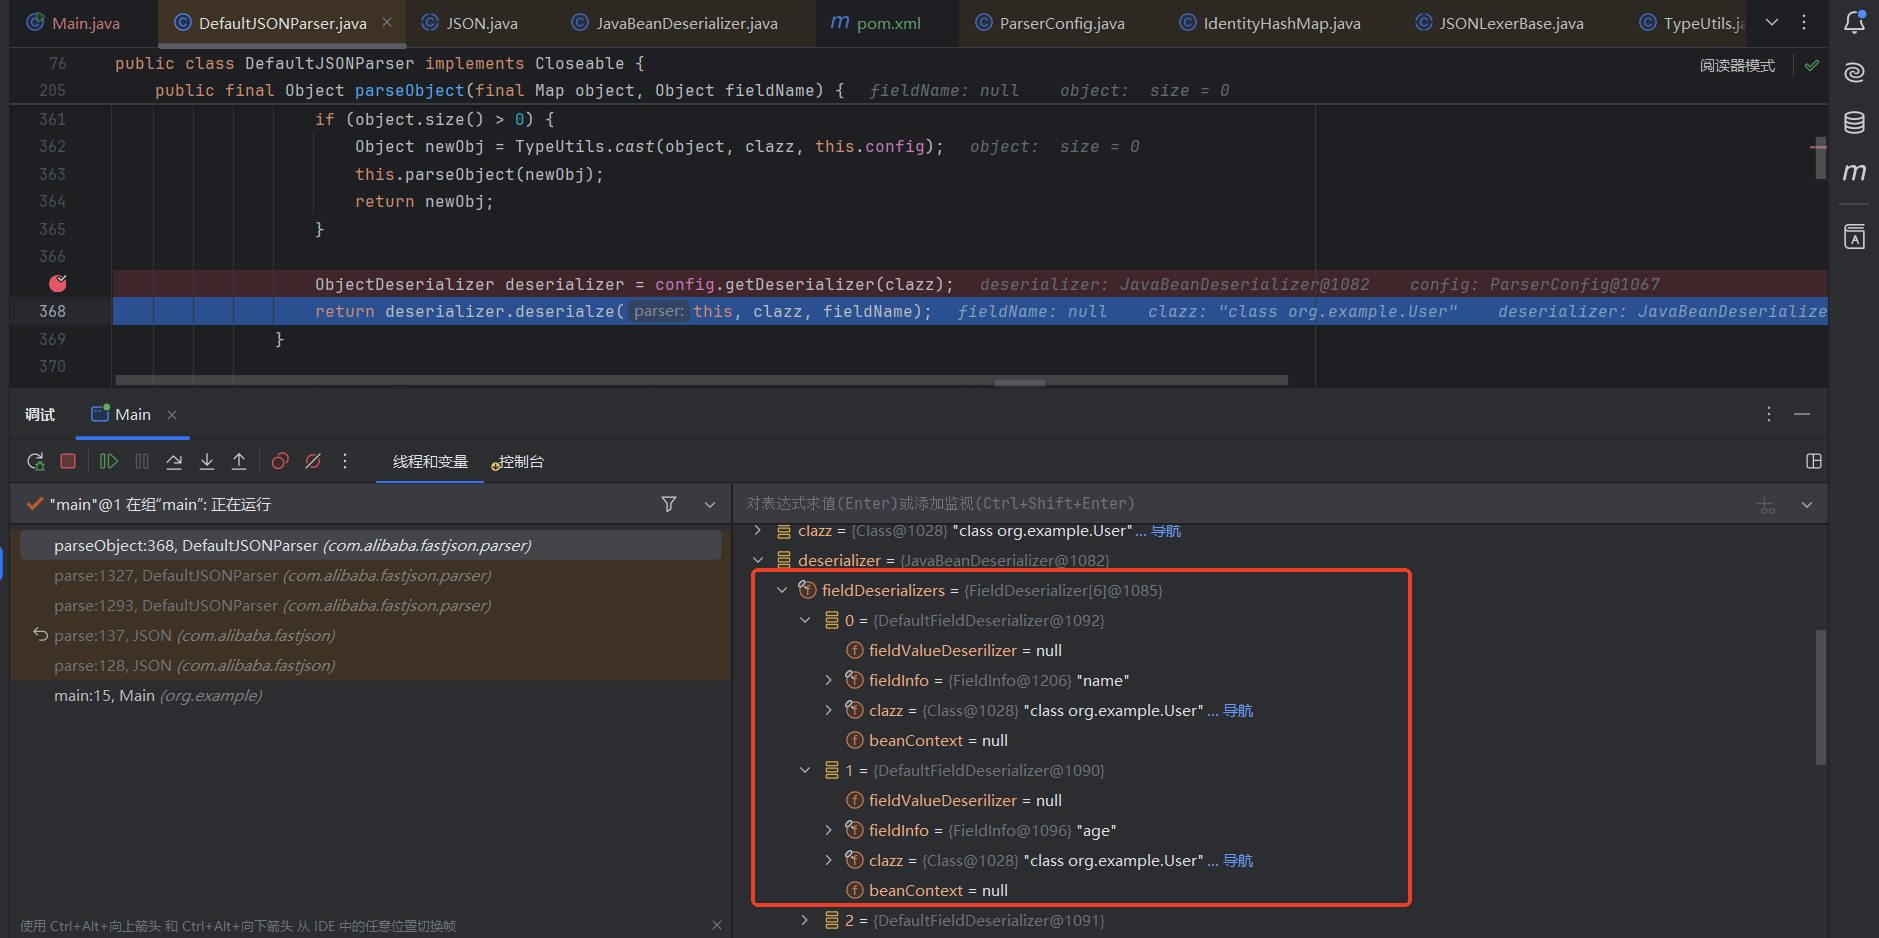 Main.java DefaultJSONParser.java JSON.java JavaBeanDeserializer.java m pom.xml ParserConfig.java IdentityHashMap.java JSONLexerBase.java TypeUtils.ja
76 public class DefaultJSONParser implements Closeable { 阅读器模式
205 public final Object parseObject(final Map object, Object fieldName) { fieldName: null object: size = 0
361 if (object.size() > 0) {
362 Object newObj = TypeUtils.cast(object, clazz, this.config); object: size = 0
363 this.parseObject(newObj);
364 return newObj;
365 }
366
ObjectDeserializer deserializer = config.getDeserializer(clazz); deserializer: JavaBeanDeserializer@1082 config: ParserConfig@1067
368 return deserializer.deserialze( parser: this, clazz, fieldName); fieldName: null clazz: "class org.example.User" deserializer: JavaBeanDeserialize
369 }
370
调试 Main
线程和变量 控制台
"main"@1 在组“main”: 正在运行
对表达式求值(Enter)或添加监视(Ctrl+Shift+Enter)
parseObject:368, DefaultJSONParser (com.alibaba.fastjson.parser)
parse:1327, DefaultJSONParser (com.alibaba.fastjson.parser)
parse:1293, DefaultJSONParser (com.alibaba.fastjson.parser)
parse:137, JSON (com.alibaba.fastjson)
parse:128, JSON (com.alibaba.fastjson)
main:15, Main (org.example)
使用 Ctrl+Alt+向上箭头 和 Ctrl+Alt+向下箭头 从 IDE 中的任意位置切换帧
clazz = {Class@1028} "class org.example.User" ... 导航
deserializer = {JavaBeanDeserializer@1082}
fieldDeserializers = {FieldDeserializer[6]@1085}
0 = {DefaultFieldDeserializer@1092}
fieldValueDeserilizer = null
fieldInfo = {FieldInfo@1206} "name"
clazz = {Class@1028} "class org.example.User" ... 导航
beanContext = null
1 = {DefaultFieldDeserializer@1090}
fieldValueDeserilizer = null
fieldInfo = {FieldInfo@1096} "age"
clazz = {Class@1028} "class org.example.User" ... 导航
beanContext = null
2 = {DefaultFieldDeserializer@1091}